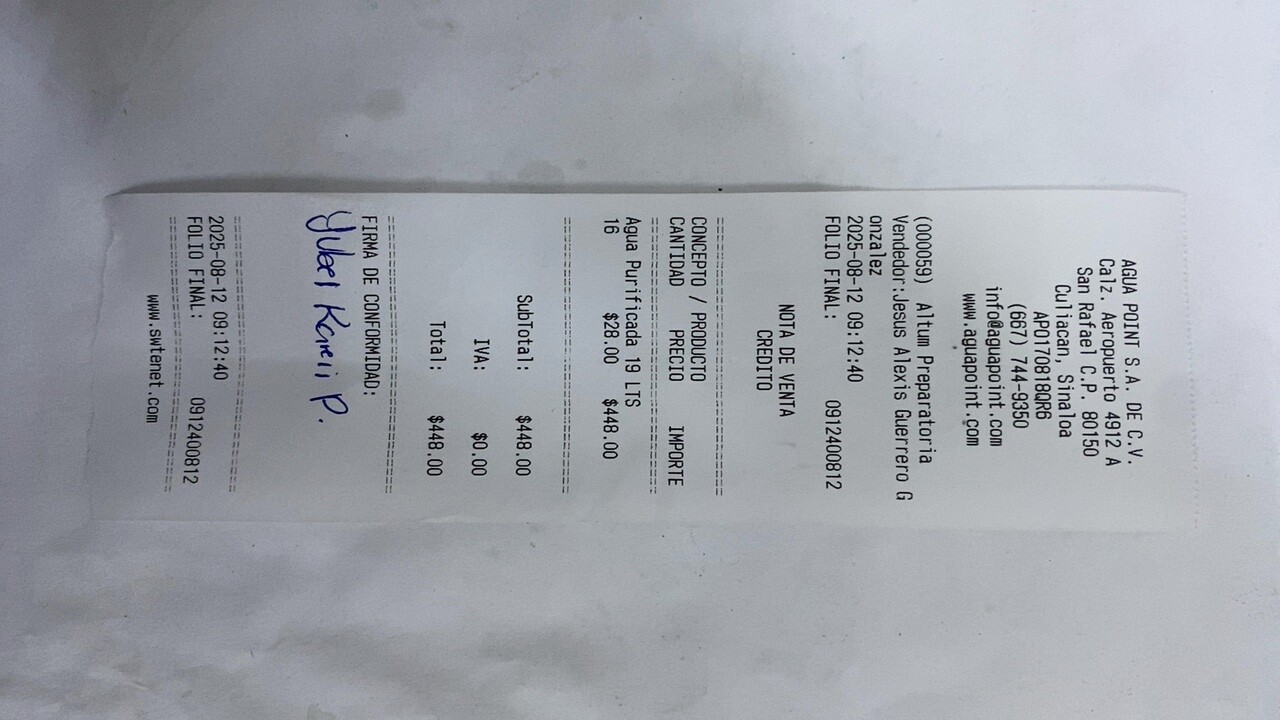 AGUA POINT S.A. DE C.V.
Calz. Aeropuerto 4912 A
San Rafael C.P. 80150
Culiacan, Sinaloa
APO170818QR6
(667) 744-9350
info@aguapoint.com
www.aguapoint.com
(000059) Altum Preparatoria
Vendedor:Jesus Alexis Guerrero G
onzalez
2025-08-12 09:12:40
FOLIO FINAL: 0912400812
NOTA DE VENTA
CREDITO
CONCEPTO / PRODUCTO
CANTIDAD PRECIO IMPORTE
Agua Purificada 19 LTS
16 $28.00 $448.00
SubTotal: $448.00
IVA: $0.00
Total: $448.00
FIRMA DE CONFORMIDAD:
P.
2025-08-12 09:12:40
FOLIO FINAL: 0912400812
www.swtenet.com